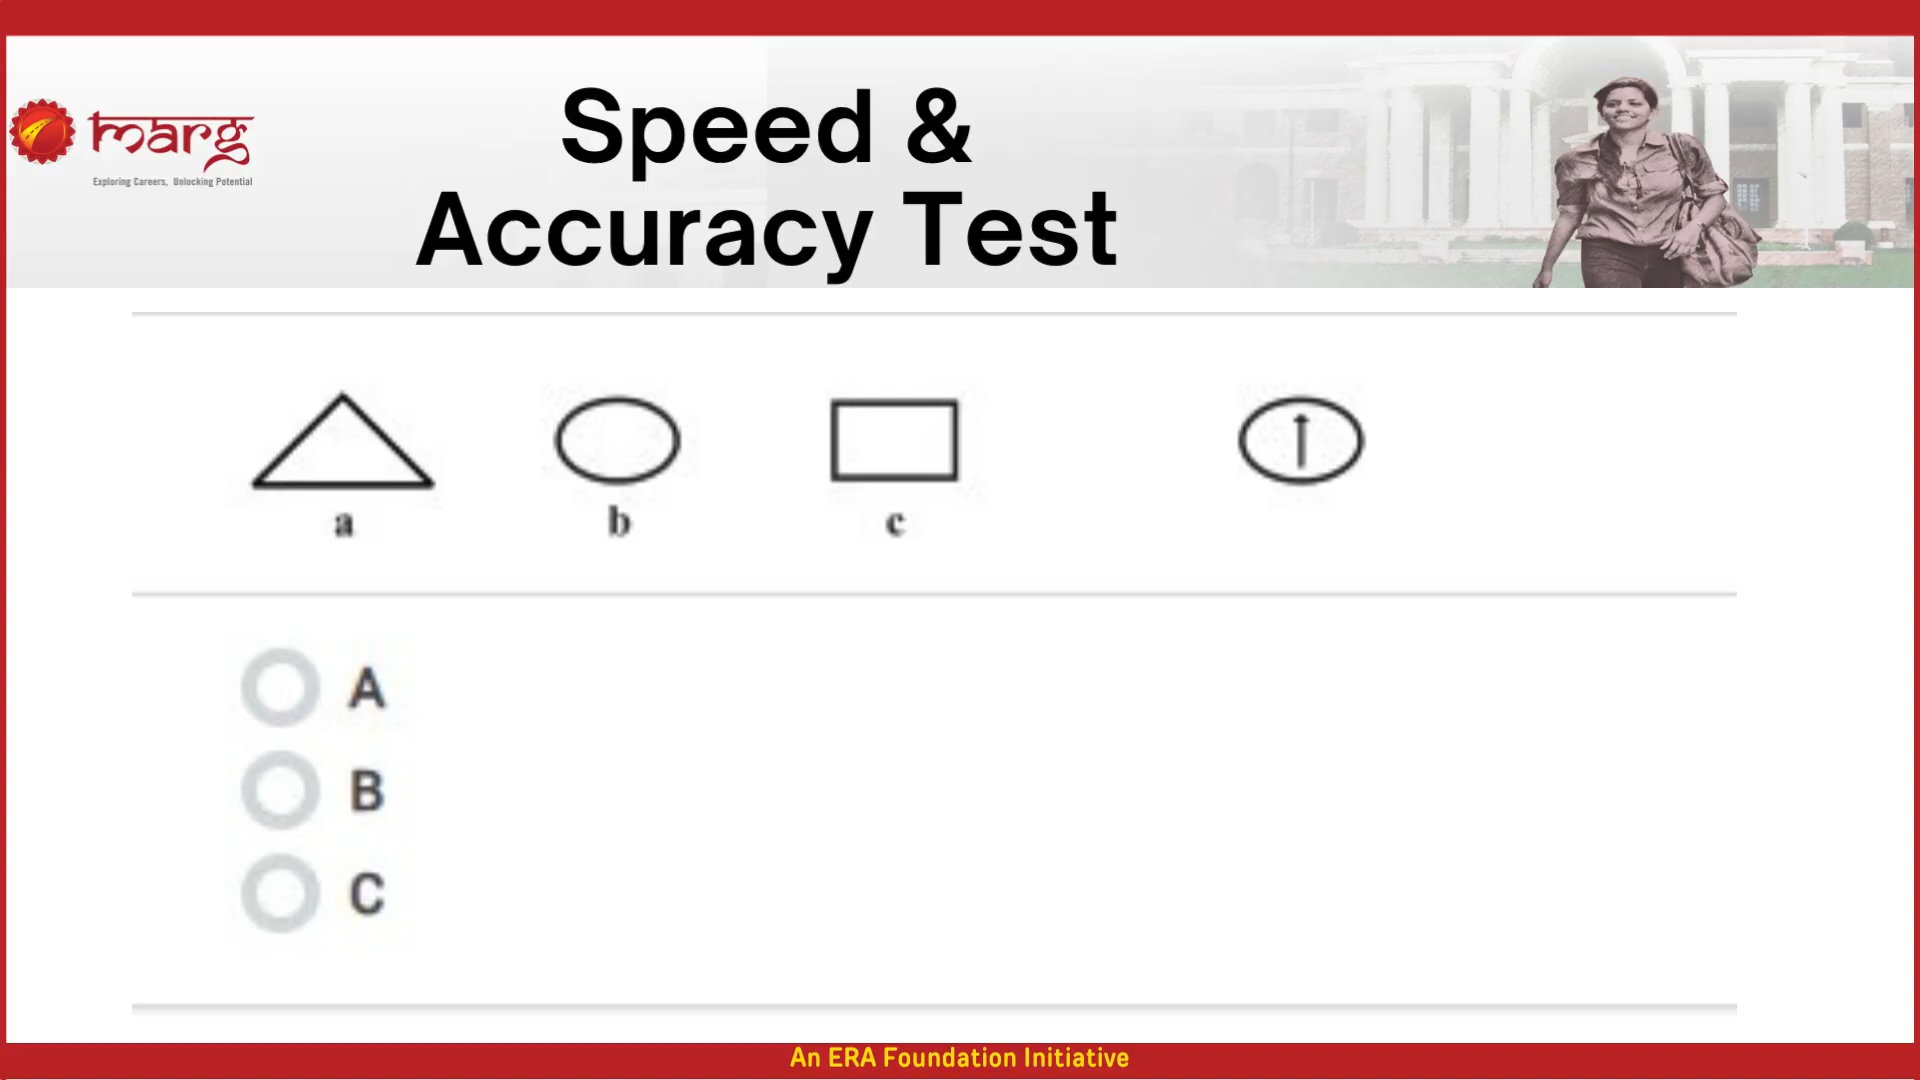 marg
Exploring Careers, Unlocking Potential
Speed &
Accuracy Test
a b c
A
B
C
An ERA Foundation Initiative